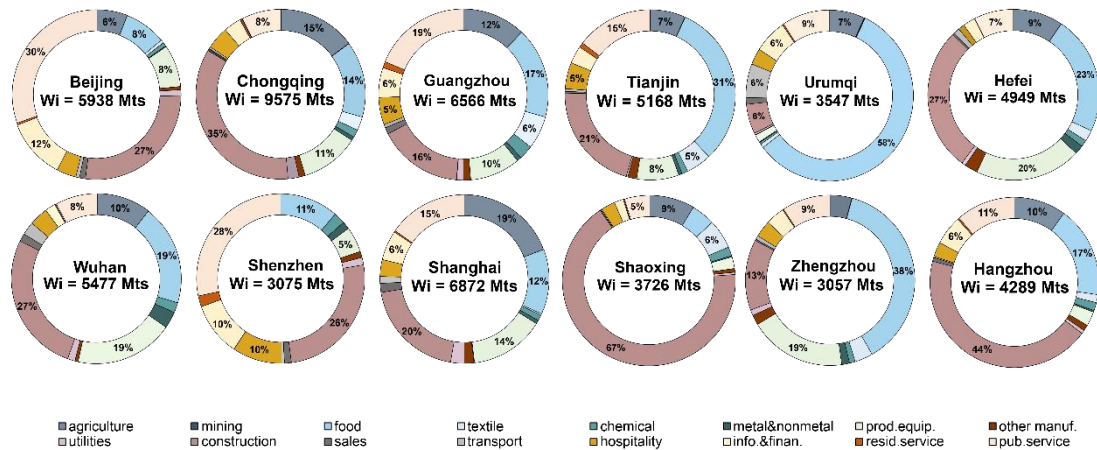 6%
8%
8%
27%
12%
30%
Beijing
Wi = 5938 Mts
15%
14%
11%
35%
8%
Chongqing
Wi = 9575 Mts
12%
17%
6%
10%
16%
5%
6%
19%
Guangzhou
Wi = 6566 Mts
7%
31%
5%
8%
21%
5%
15%
Tianjin
Wi = 5168 Mts
7%
58%
6%
6%
6%
9%
Urumqi
Wi = 3547 Mts
9%
23%
20%
27%
7%
Hefei
Wi = 4949 Mts
10%
19%
19%
27%
8%
Wuhan
Wi = 5477 Mts
11%
5%
26%
10%
10%
28%
Shenzhen
Wi = 3075 Mts
19%
12%
14%
20%
6%
15%
Shanghai
Wi = 6872 Mts
9%
6%
67%
5%
Shaoxing
Wi = 3726 Mts
38%
19%
13%
9%
Zhengzhou
Wi = 3057 Mts
10%
17%
44%
6%
11%
Hangzhou
Wi = 4289 Mts
agriculture mining food textile chemical metal&nonmetal prod.equip. other manuf.
utilities construction sales transport hospitality info.&finan. resid.service pub.service